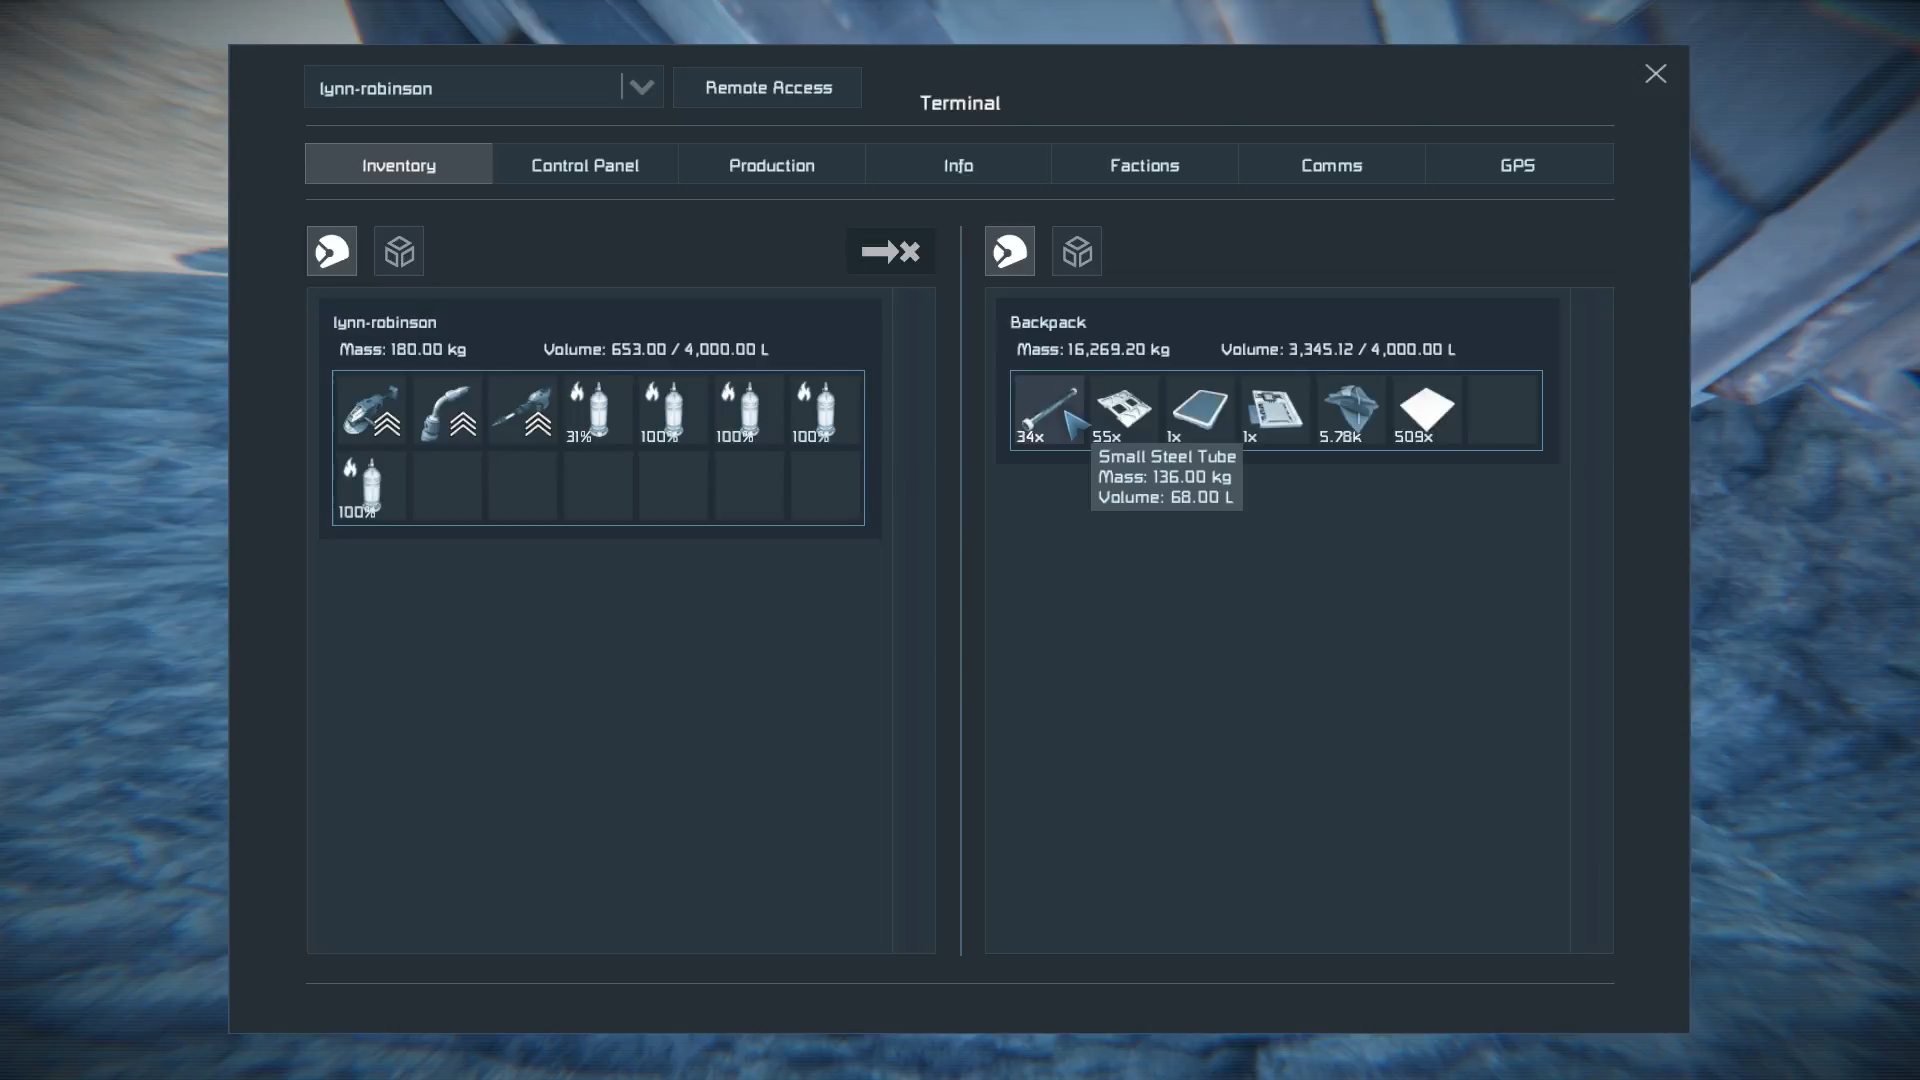 lynn-robinson
Remote Access
Terminal
Inventory
Control Panel
Production
Info
Factions
Comms
GPS
lynn-robinson
Mass: 180.00 kg
Volume: 653.00 / 4,000.00 L
31%
100%
100%
100%
100%
Backpack
Mass: 16,269.20 kg
Volume: 3,345.12 / 4,000.00 L
34x
55x
1x
1x
5.78k
509x
Small Steel Tube
Mass: 136.00 kg
Volume: 68.00 L